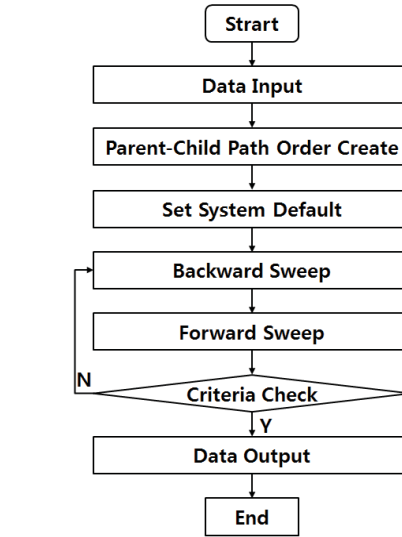 Strart
Data Input
Parent-Child Path Order Create
Set System Default
Backward Sweep
Forward Sweep
N
Criteria Check
Y
Data Output
End